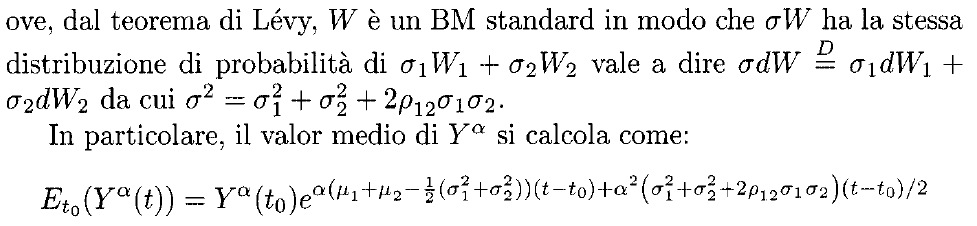 ove, dal teorema di Lévy, $W$ è un BM standard in modo che $\sigma W$ ha la stessa
distribuzione di probabilità di $\sigma_1 W_1 + \sigma_2 W_2$ vale a dire $\sigma dW \stackrel{D}{=} \sigma_1 dW_1 +$
$\sigma_2 dW_2$ da cui $\sigma^2 = \sigma_1^2 + \sigma_2^2 + 2\rho_{12}\sigma_1\sigma_2$.
In particolare, il valor medio di $Y^\alpha$ si calcola come:
$E_{t_0}(Y^\alpha(t)) = Y^\alpha(t_0)e^{\alpha(\mu_1+\mu_2-\frac{1}{2}(\sigma_1^2+\sigma_2^2))(t-t_0)+\alpha^2(\sigma_1^2+\sigma_2^2+2\rho_{12}\sigma_1\sigma_2)(t-t_0)/2}$